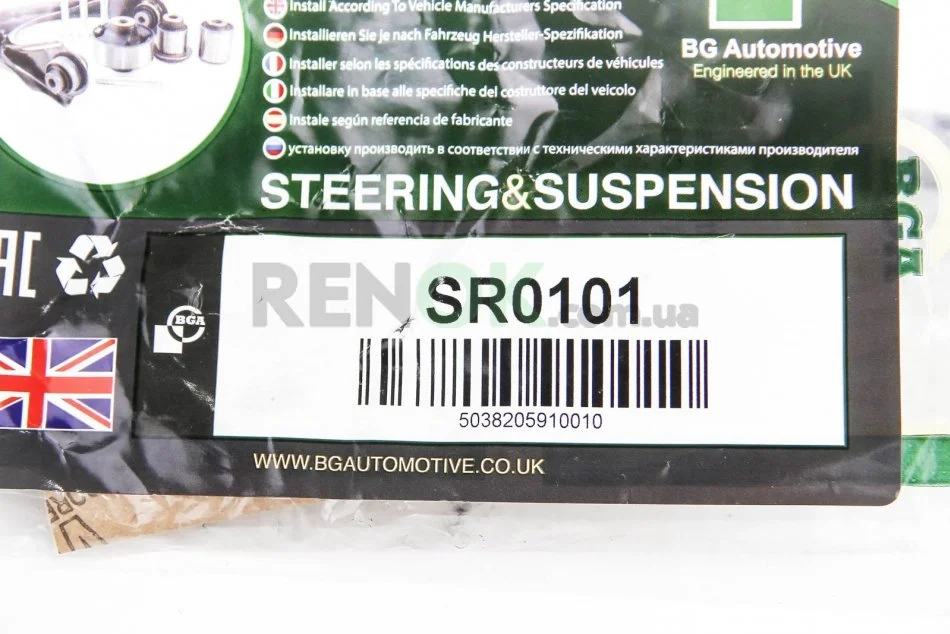 Install According To Vehicle Manufacturers Specification
Installieren Sie je nach Fahrzeug Hersteller-Spezifikation
Installer selon les spécifications des constructeurs de véhicules
Installare in base alle specifiche del costruttore del veicolo
Instale según referencia de fabricante
установку производить в соответствии с техническими характеристиками производителя
BG Automotive
Engineered in the UK
STEERING&SUSPENSION
BGA
RENOK.com.ua
SR0101
BGA
5038205910010
WWW.BGAUTOMOTIVE.CO.UK